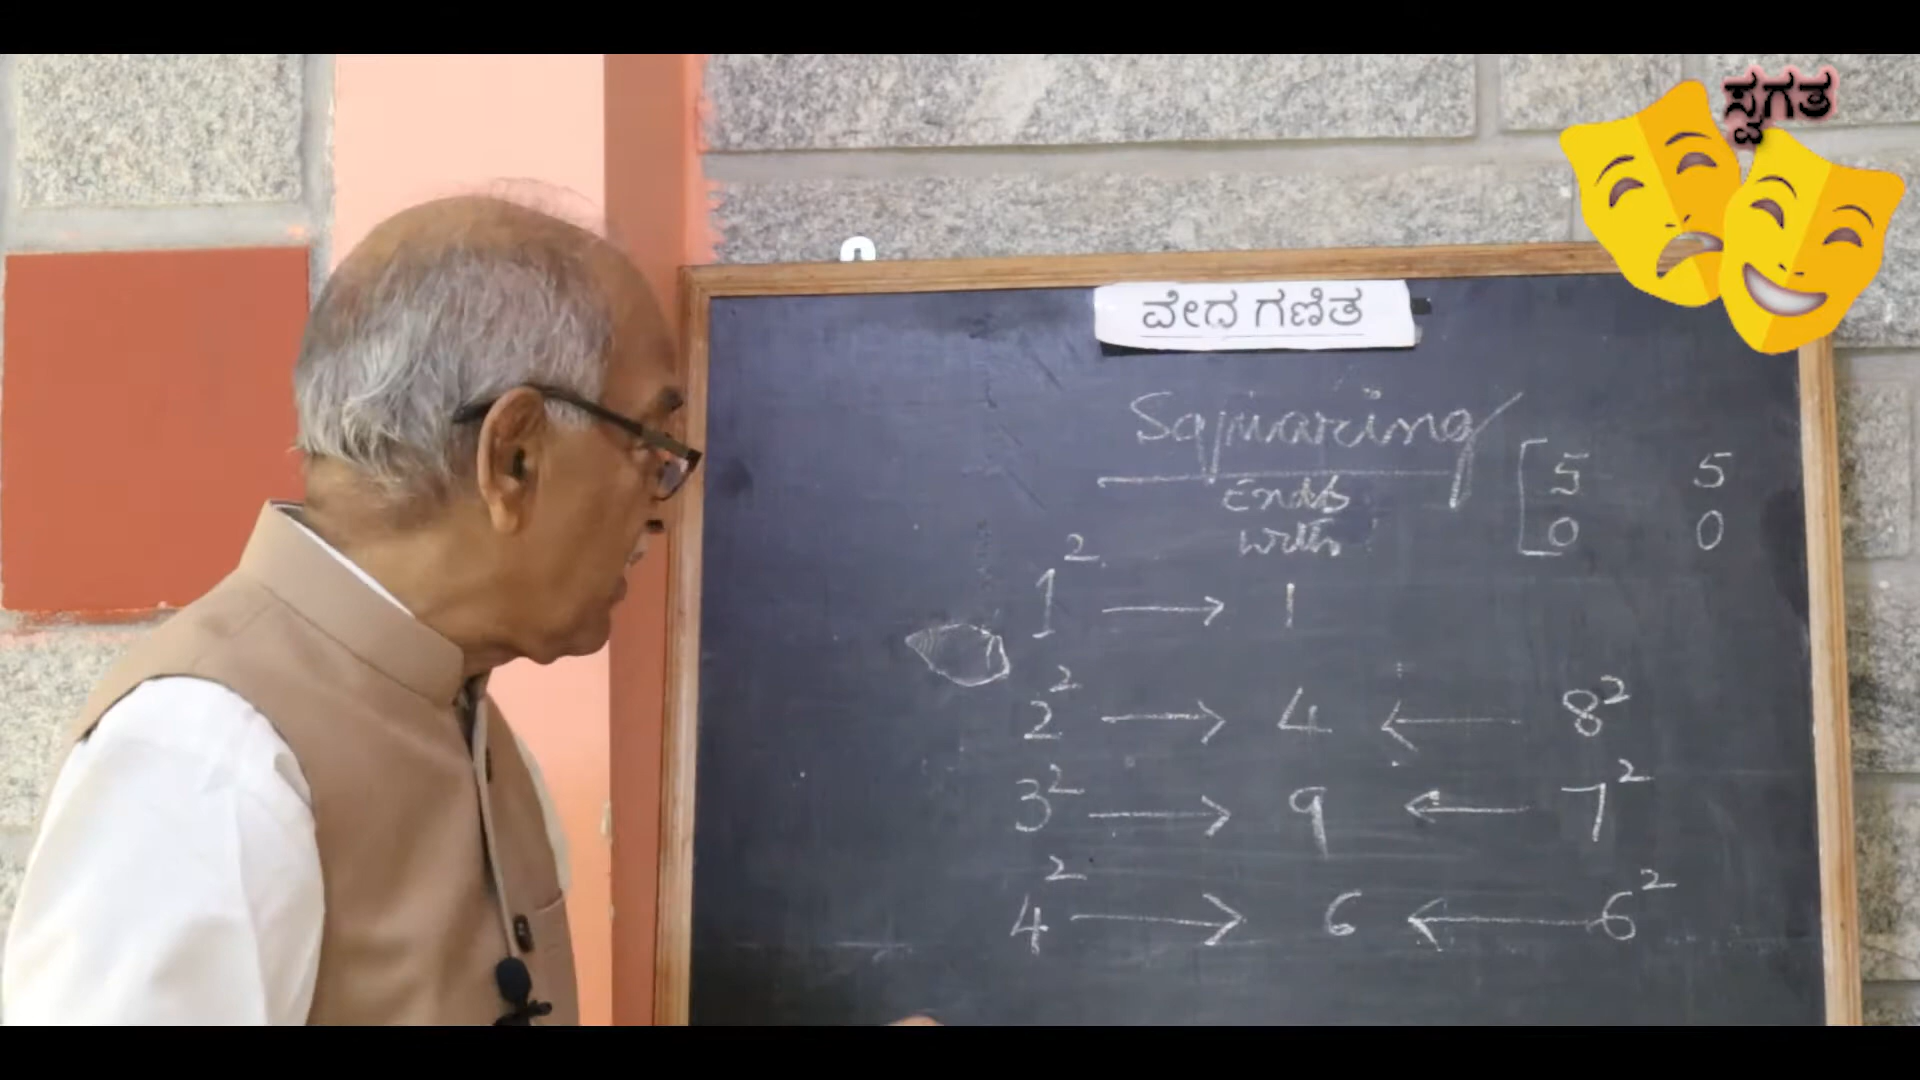 ಸ್ವಗತ
ವೇದ ಗಣಿತ
Squaring
Ends
with
5 5
0 0
1² → 1
2² → 4 ← 8²
3² → 9 ← 7²
4² → 6 ← 6²